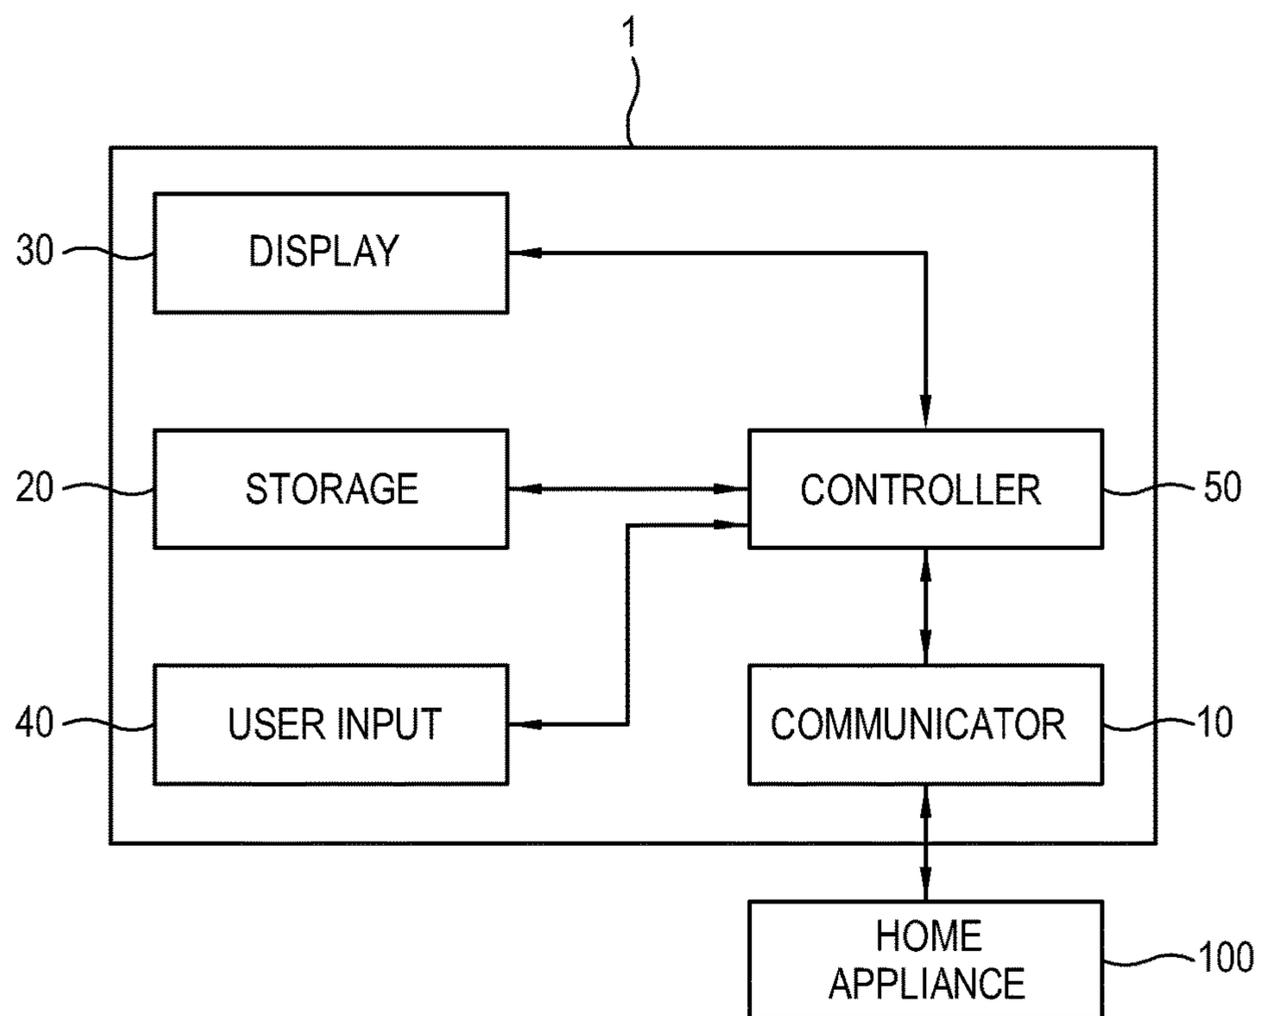 1
30
DISPLAY
20
STORAGE
CONTROLLER
50
40
USER INPUT
COMMUNICATOR
10
HOME
APPLIANCE
100